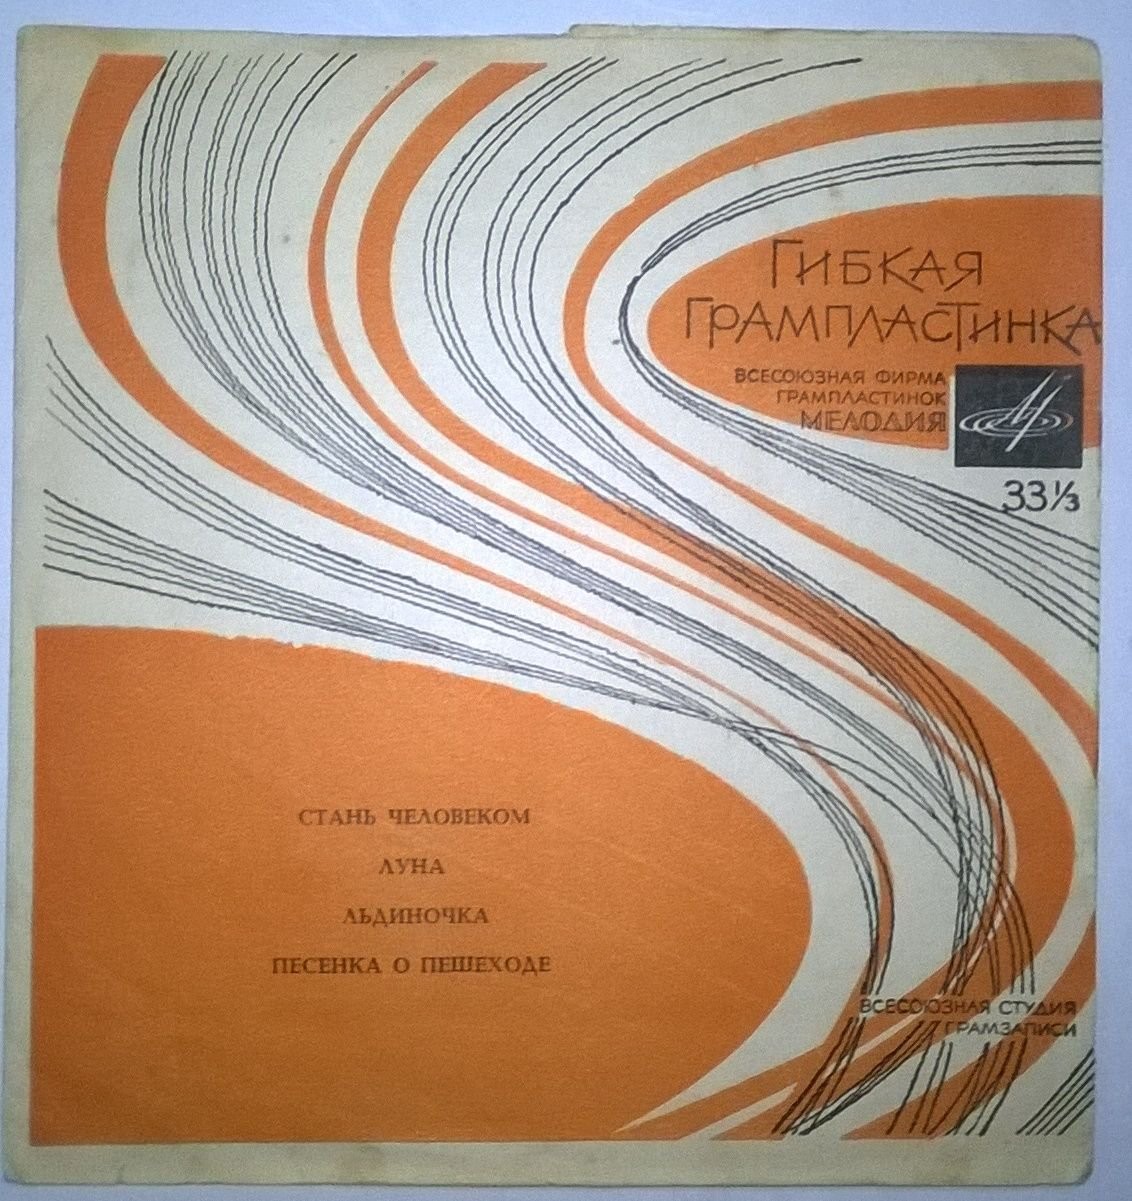 ГИБКАЯ
ГРАМПЛАСТИНКА
ВСЕСОЮЗНАЯ ФИРМА
ГРАМПЛАСТИНОК
МЕЛОДИЯ
33⅓
СТАНЬ ЧЕЛОВЕКОМ
ЛУНА
ЛЬДИНОЧКА
ПЕСЕНКА О ПЕШЕХОДЕ
ВСЕСОЮЗНАЯ СТУДИЯ
ГРАМЗАПИСИ